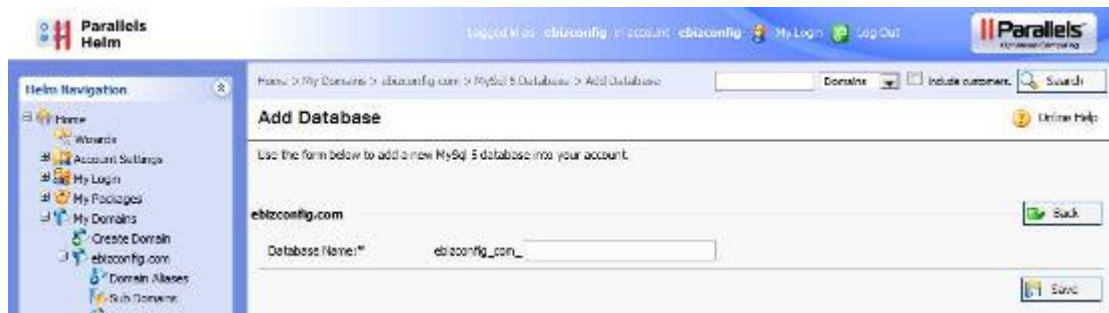 Parallels
Helm
Logged in as: ebizconfig in account: ebizconfig My Login Log Out
Parallels
Helm Navigation
Home > My Domains > ebizconfig.com > MySql 5 Database > Add Database
Domains Include customers. Search
Home
Add Database
Online Help
Wizards
Account Settings
Use the form below to add a new MySql 5 database into your account.
My Login
My Packages
My Domains
ebizconfig.com
Back
Create Domain
ebizconfig.com
Database Name:* ebizconfig_com_
Domain Aliases
Sub Domains
Save